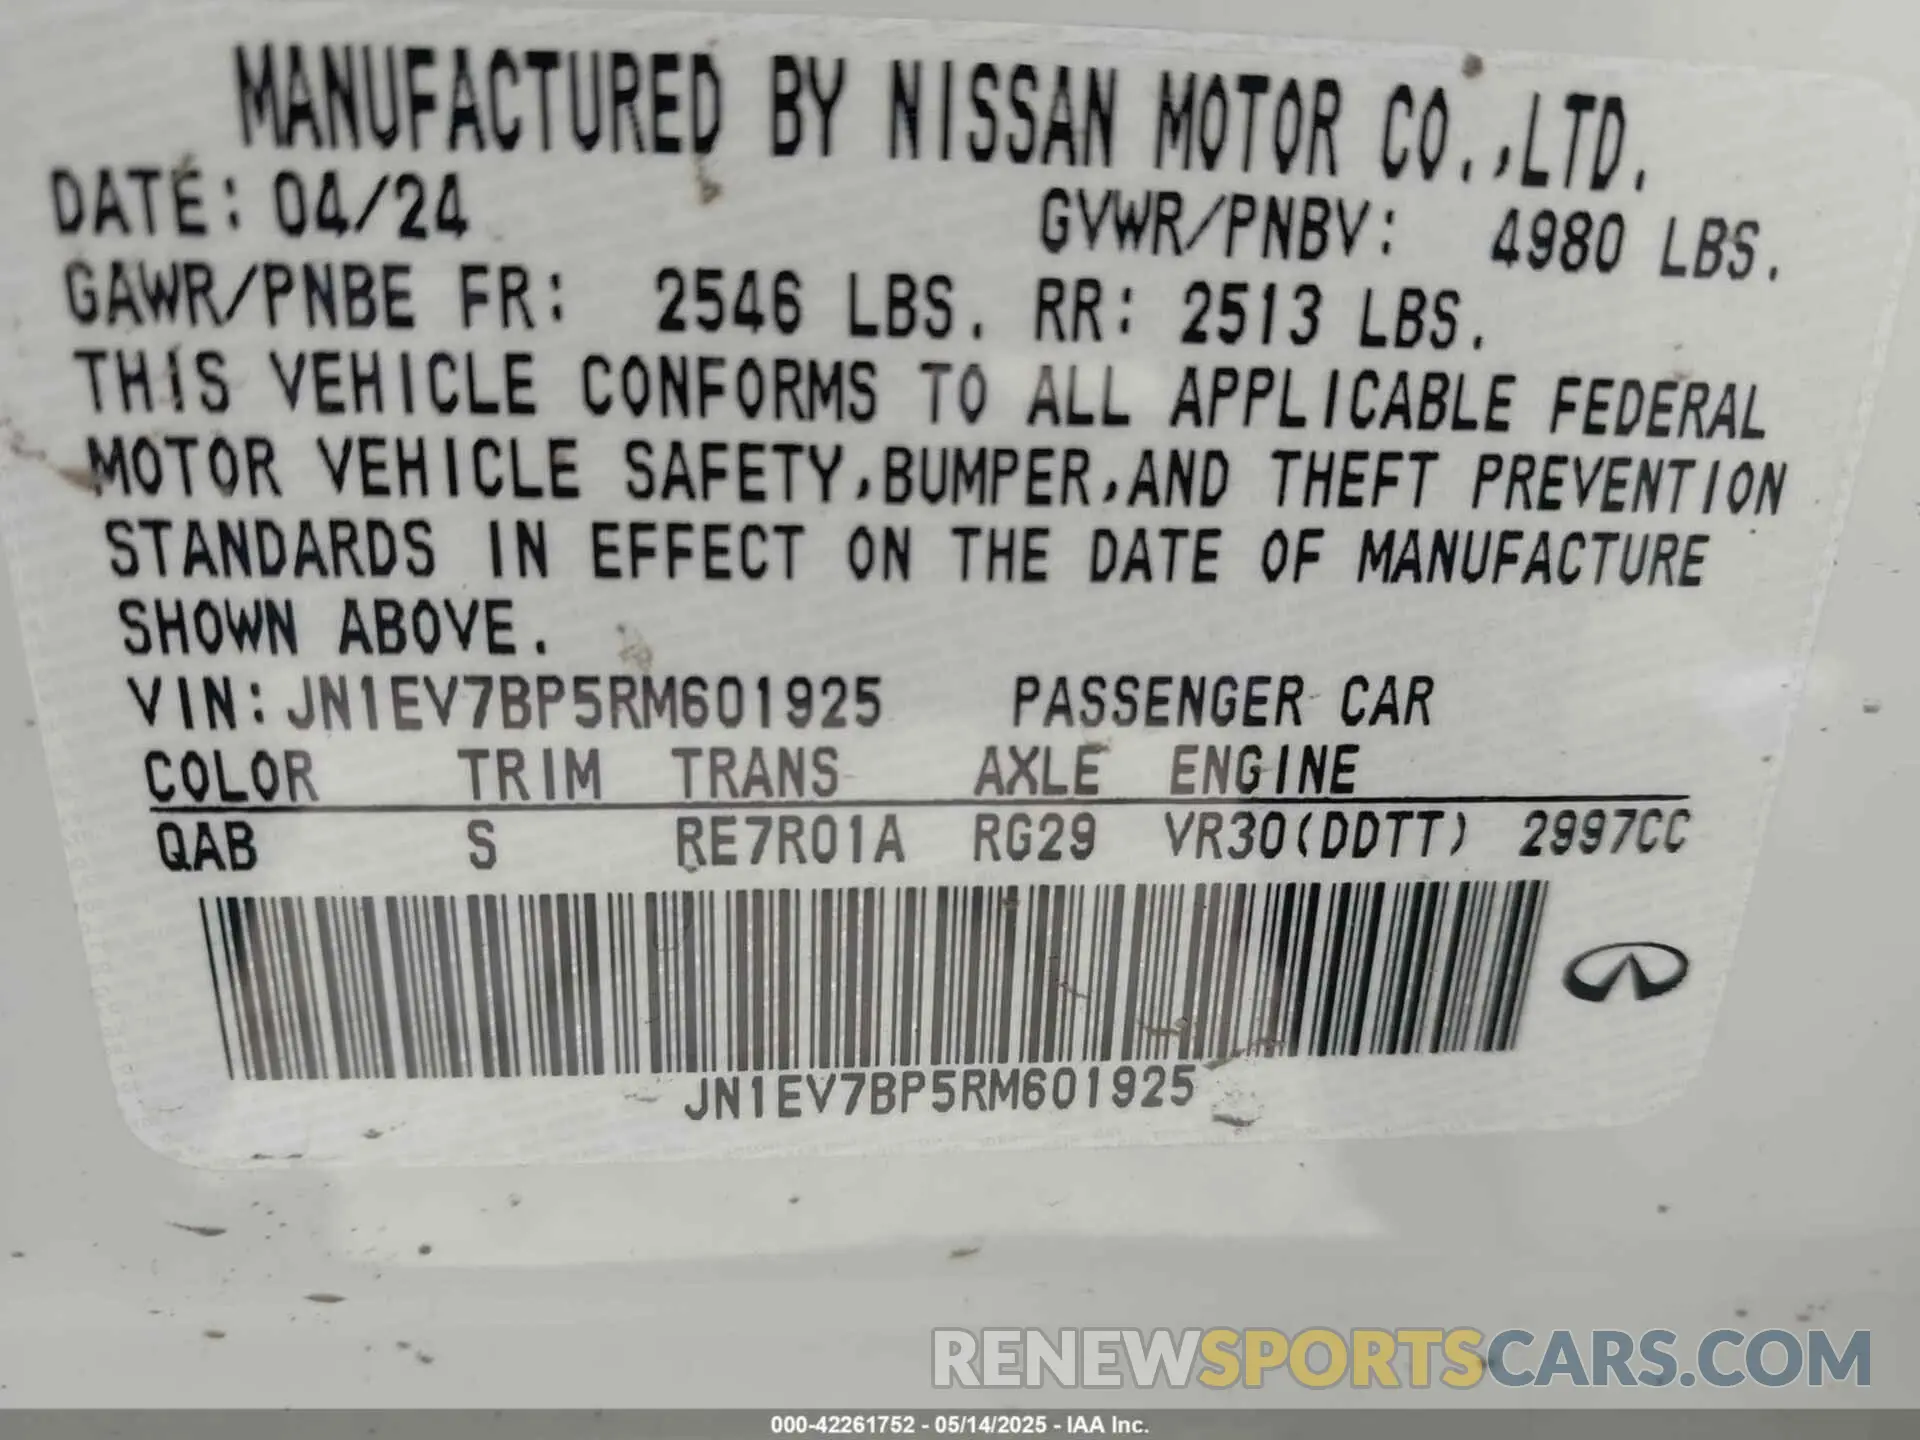 MANUFACTURED BY NISSAN MOTOR CO.,LTD.
DATE: 04/24 GVWR/PNBV: 4980 LBS.
GAWR/PNBE FR: 2546 LBS. RR: 2513 LBS.
THIS VEHICLE CONFORMS TO ALL APPLICABLE FEDERAL
MOTOR VEHICLE SAFETY,BUMPER,AND THEFT PREVENTION
STANDARDS IN EFFECT ON THE DATE OF MANUFACTURE
SHOWN ABOVE.
VIN:JN1EV7BP5RM601925 PASSENGER CAR
COLOR TRIM TRANS AXLE ENGINE
QAB S RE7R01A RG29 VR30(DDTT) 2997CC
JN1EV7BP5RM601925
RENEWSPORTSCARS.COM
000-42261752 - 05/14/2025 - IAA Inc.